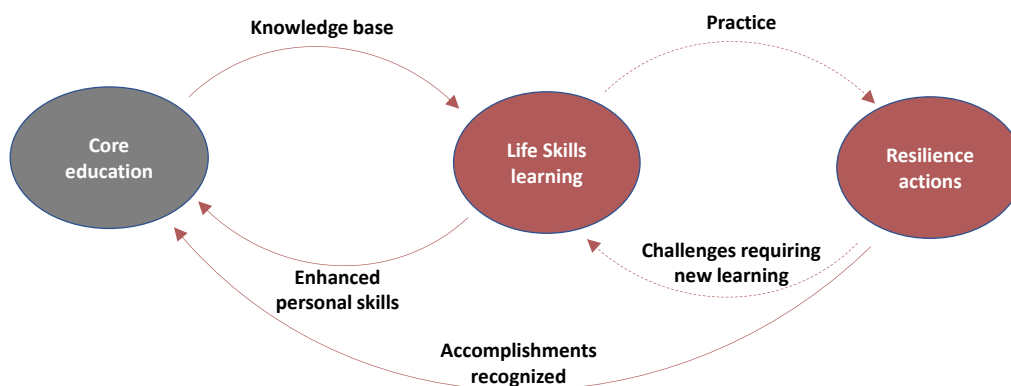 Knowledge base
Practice
Core
education
Life Skills
learning
Resilience
actions
Enhanced
personal skills
Challenges requiring
new learning
Accomplishments
recognized